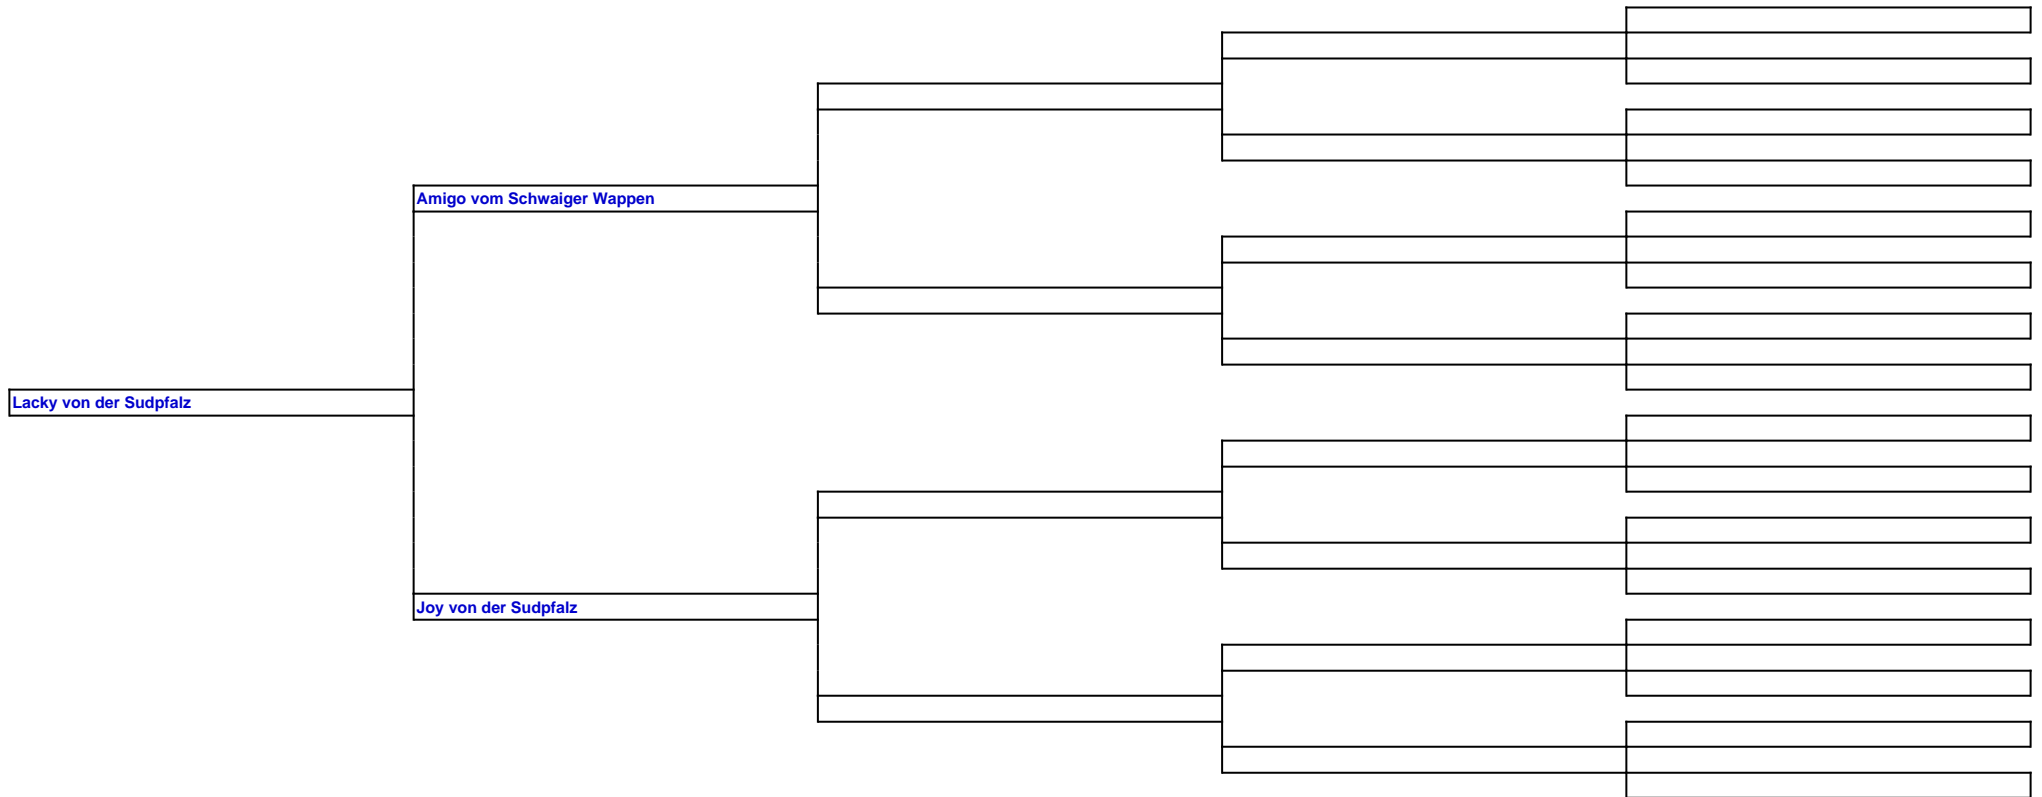 Amigo vom Schwaiger Wappen
Lacky von der Sudpfalz
Joy von der Sudpfalz